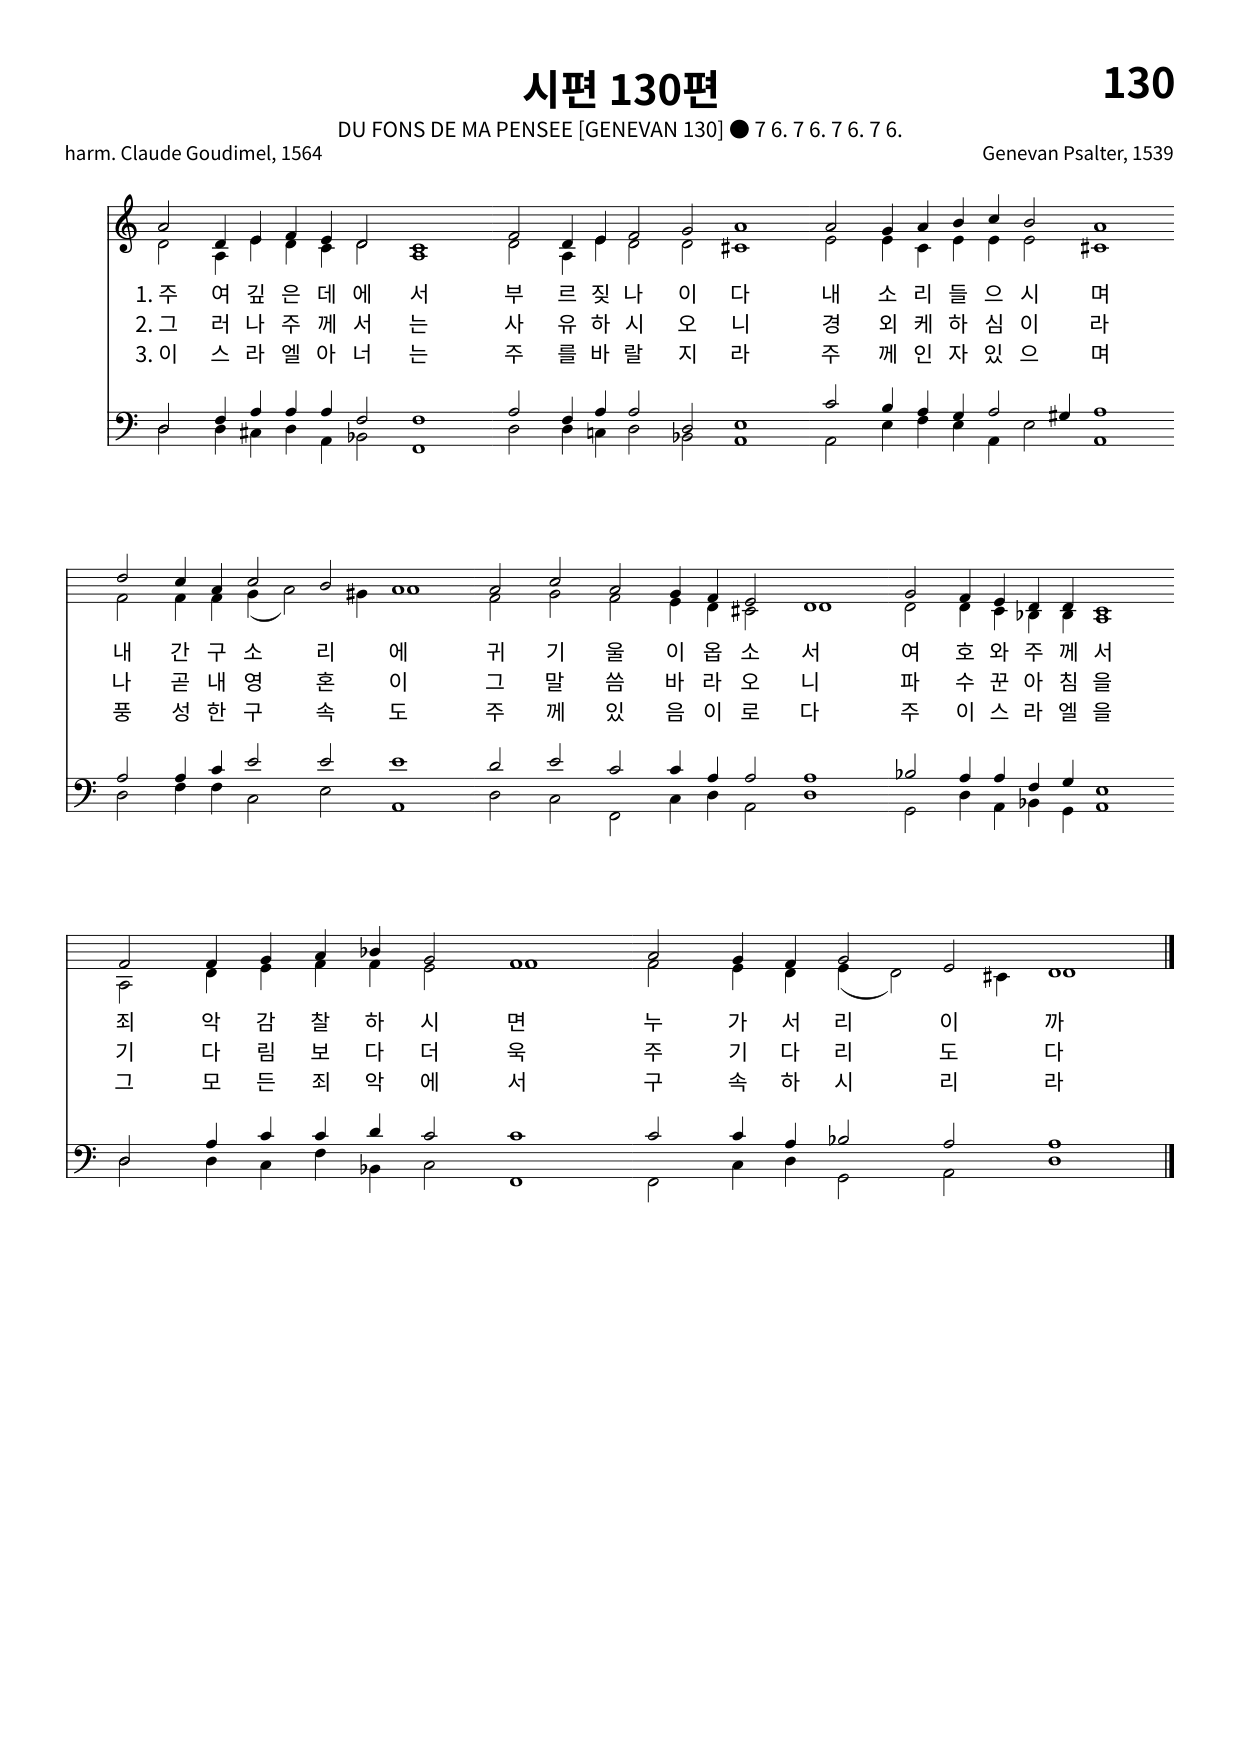 시편 130편
130
DU FONS DE MA PENSEE [GENEVAN 130] ● 7 6. 7 6. 7 6. 7 6.
harm. Claude Goudimel, 1564
Genevan Psalter, 1539
1. 주 여 깊 은 데 에 서 부 르 짖 나 이 다 내 소 리 들 으 시 며
2. 그 러 나 주 께 서 는 사 유 하 시 오 니 경 외 케 하 심 이 라
3. 이 스 라 엘 아 너 는 주 를 바 랄 지 라 주 께 인 자 있 으 며
내 간 구 소 리 에 귀 기 울 이 옵 소 서 여 호 와 주 께 서
나 곧 내 영 혼 이 그 말 씀 바 라 오 니 파 수 꾼 아 침 을
풍 성 한 구 속 도 주 께 있 음 이 로 다 주 이 스 라 엘 을
죄 악 감 찰 하 시 면 누 가 서 리 이 까
기 다 림 보 다 더 욱 주 기 다 리 도 다
그 모 든 죄 악 에 서 구 속 하 시 리 라